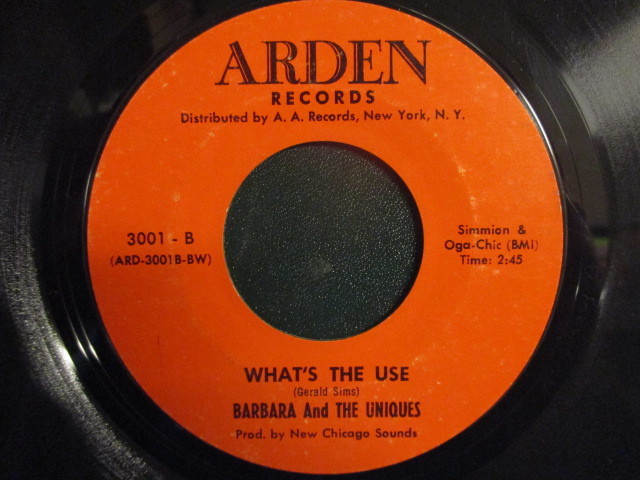 ARDEN
RECORDS
Distributed by A. A. Records, New York, N. Y.
3001 - B
(ARD-3001B-BW)
Simmion &
Oga-Chic (BMI)
Time: 2:45
WHAT'S THE USE
(Gerald Sims)
BARBARA And THE UNIQUES
Prod. by New Chicago Sounds